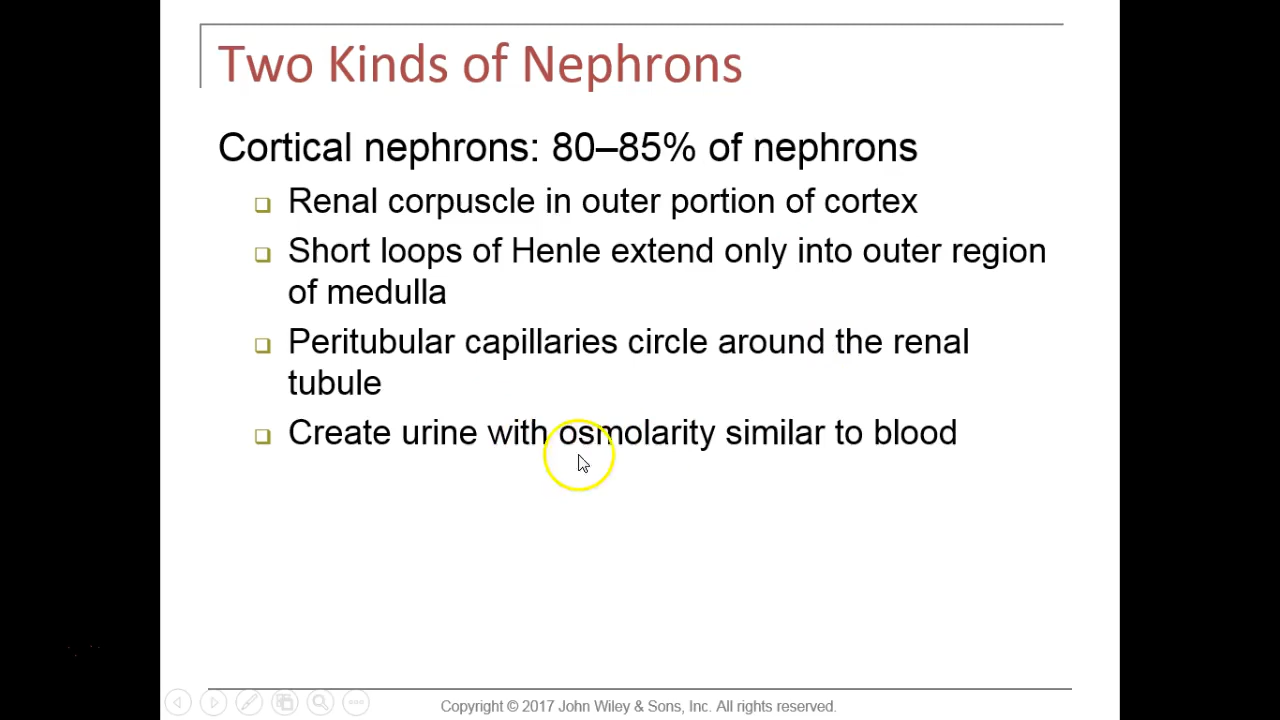 Two Kinds of Nephrons
Cortical nephrons: 80–85% of nephrons
Renal corpuscle in outer portion of cortex
Short loops of Henle extend only into outer region
of medulla
Peritubular capillaries circle around the renal
tubule
Create urine with osmolarity similar to blood
Copyright © 2017 John Wiley & Sons, Inc. All rights reserved.